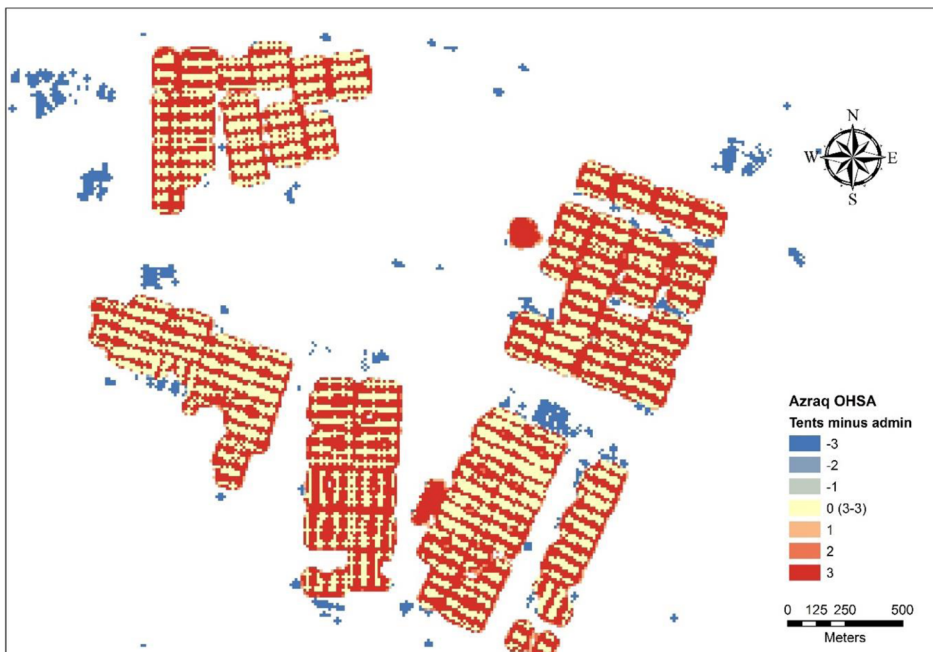 N
W
E
S
Azraq OHSA
Tents minus admin
-3
-2
-1
0 (3-3)
1
2
3
0 125 250 500
Meters